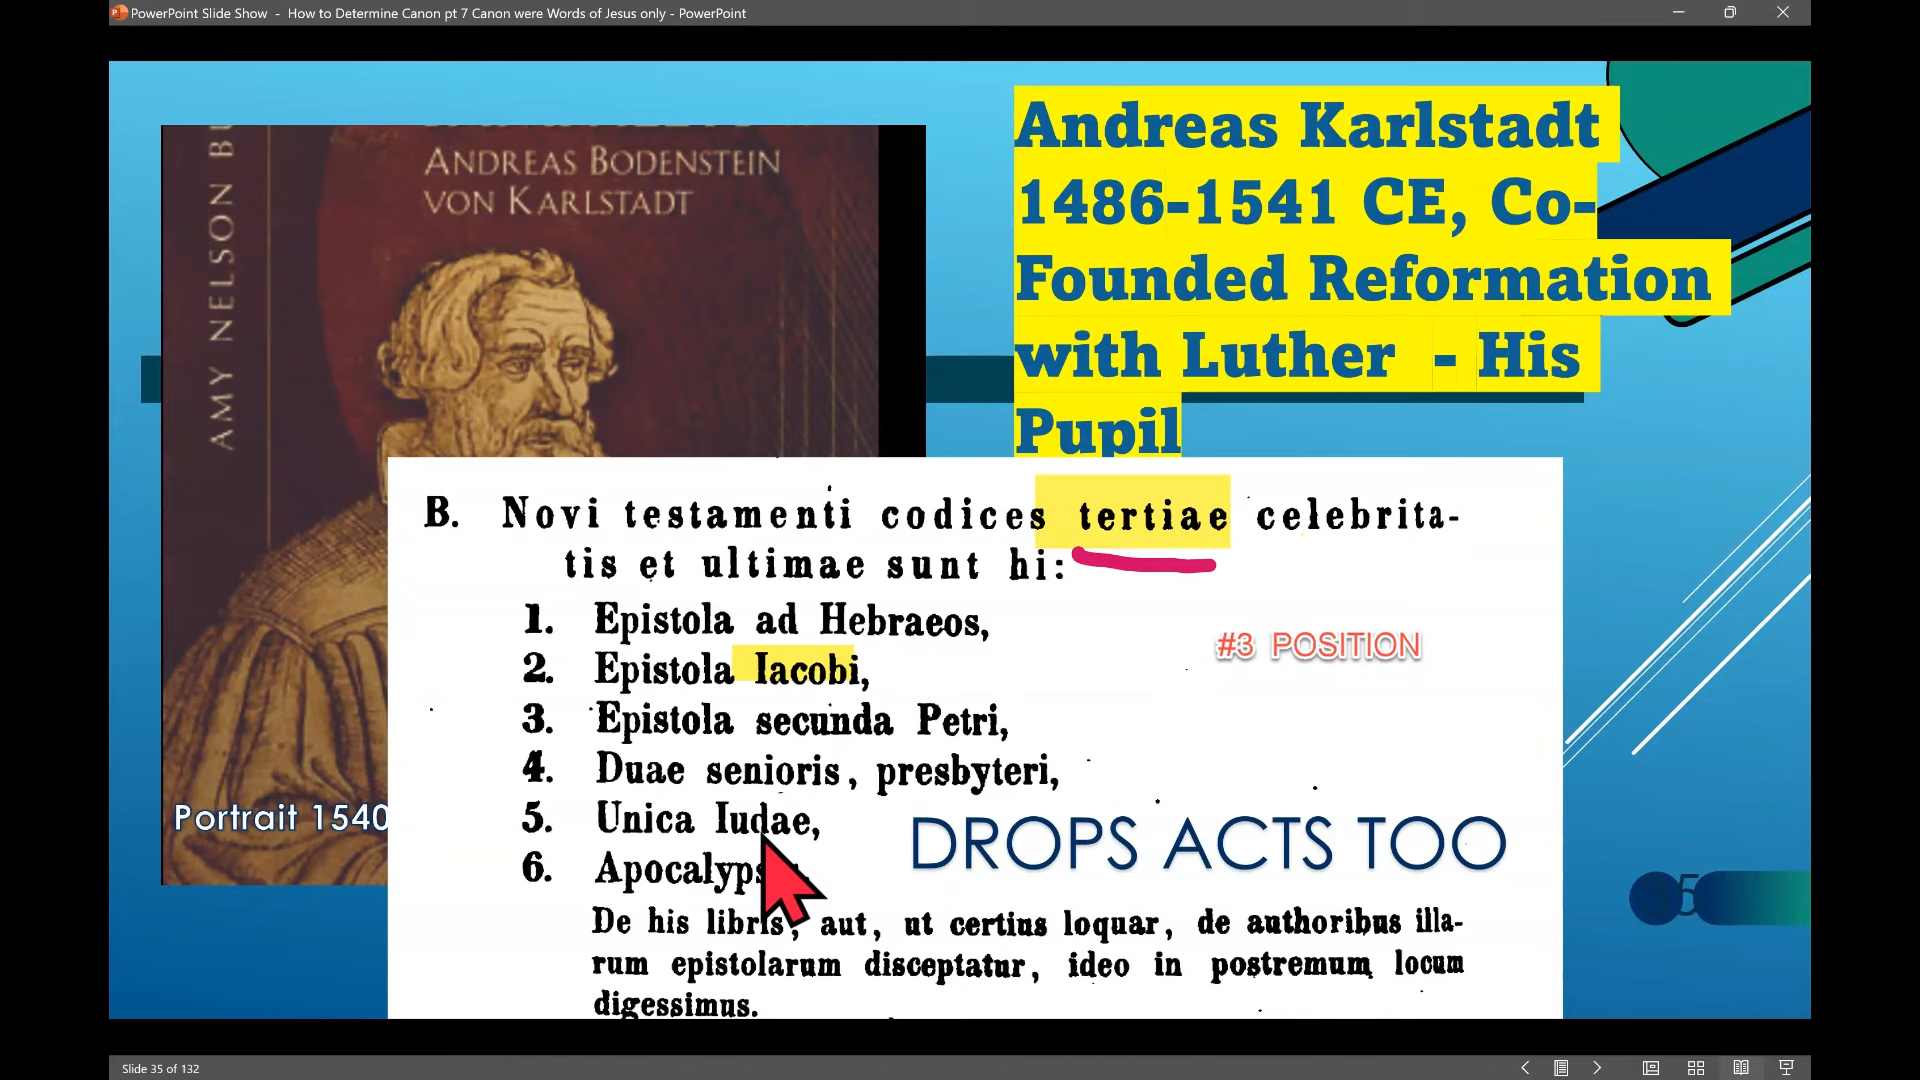 PowerPoint Slide Show - How to Determine Canon pt 7 Canon were Words of Jesus only - PowerPoint
AMY NELSON
ANDREAS BODENSTEIN
VON KARLSTADT
Andreas Karlstadt
1486-1541 CE, Co-
Founded Reformation
with Luther - His
Pupil
B. Novi testamenti codices tertiae celebrita-
tis et ultimae sunt hi:
1. Epistola ad Hebraeos,
#3 POSITION
2. Epistola Iacobi,
3. Epistola secunda Petri,
4. Duae senioris, presbyteri,
5. Unica Iudae,
Portrait 1540
DROPS ACTS TOO
6.
De his libris, aut, ut certius loquar, de authoribus illa-
rum epistolarum disceptatur, ideo in postremum locum
digessimus.
Slide 35 of 132